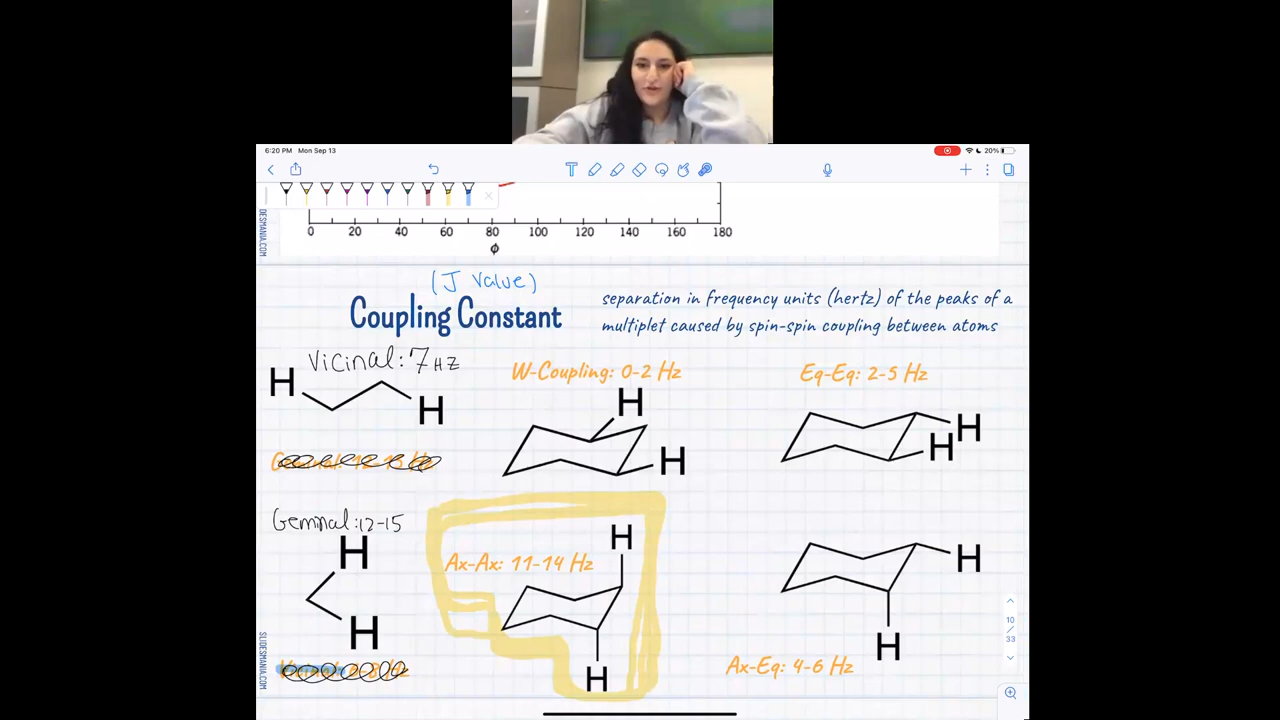 6:20 PM Mon Sep 13
20%
T
DESMANIA.COM
0 20 40 60 80 100 120 140 160 180
ϕ
(J value)
Coupling Constant
separation in frequency units (hertz) of the peaks of a
multiplet caused by spin-spin coupling between atoms
Vicinal: 7 HZ
H
H
W-Coupling: 0-2 Hz
H
H
Eq-Eq: 2-5 Hz
H
H
Geminal: 12-15
H
H
Ax-Ax: 11-14 Hz
H
H
H
H
Ax-Eq: 4-6 Hz
SLIDESMANIA.COM
10
/
33